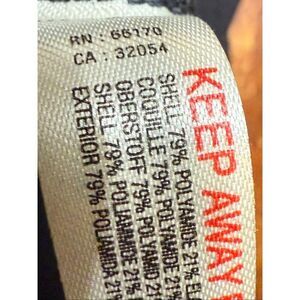 RN : 66170
CA : 32054
KEEP AWAY
SHELL 79% POLYAMIDE 21% EL
COQUILLE 79% POLYAMIDE 21%
OBERSTOFF 79% POLYAMID 21%
SHELL 79% POLIAMMIDE 21%
EXTERIOR 79% POLIAMIDA 21%